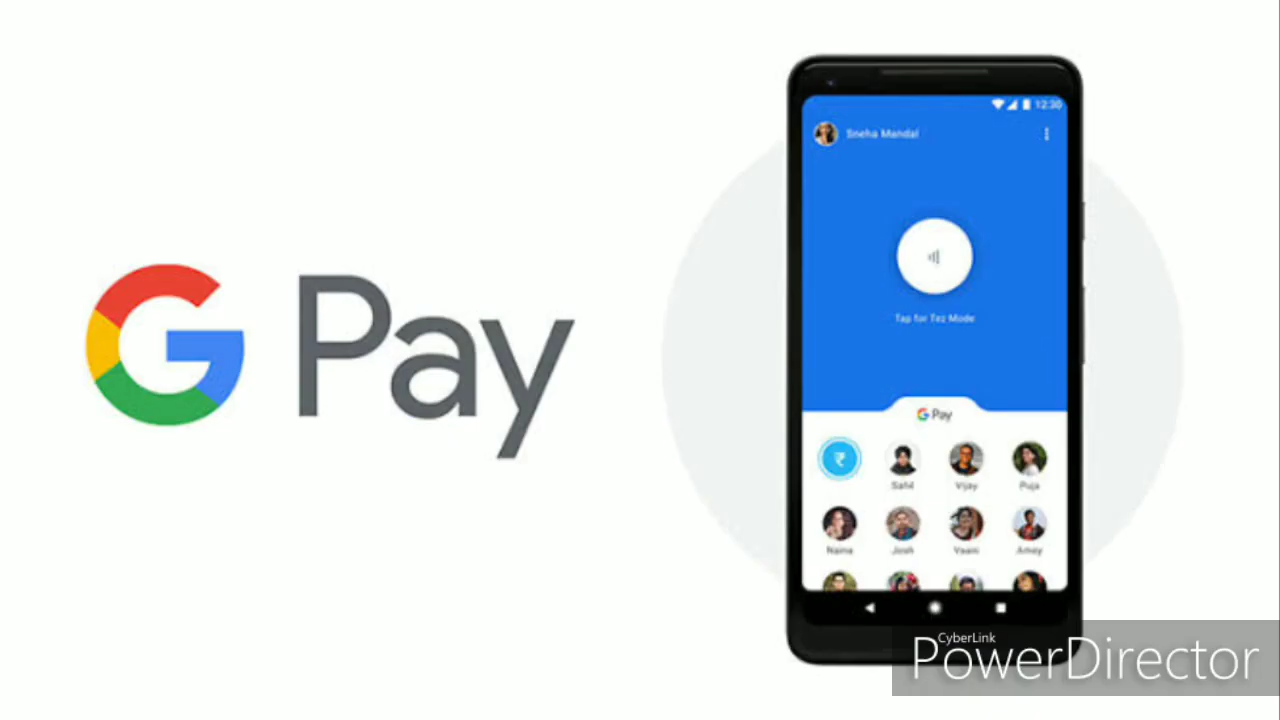 G Pay
12:30
Sneha Mandal
Tap for Tez Mode
G Pay
₹
Sahil Vijay Puja
Naina Josh Vaani Amey
CyberLink
PowerDirector